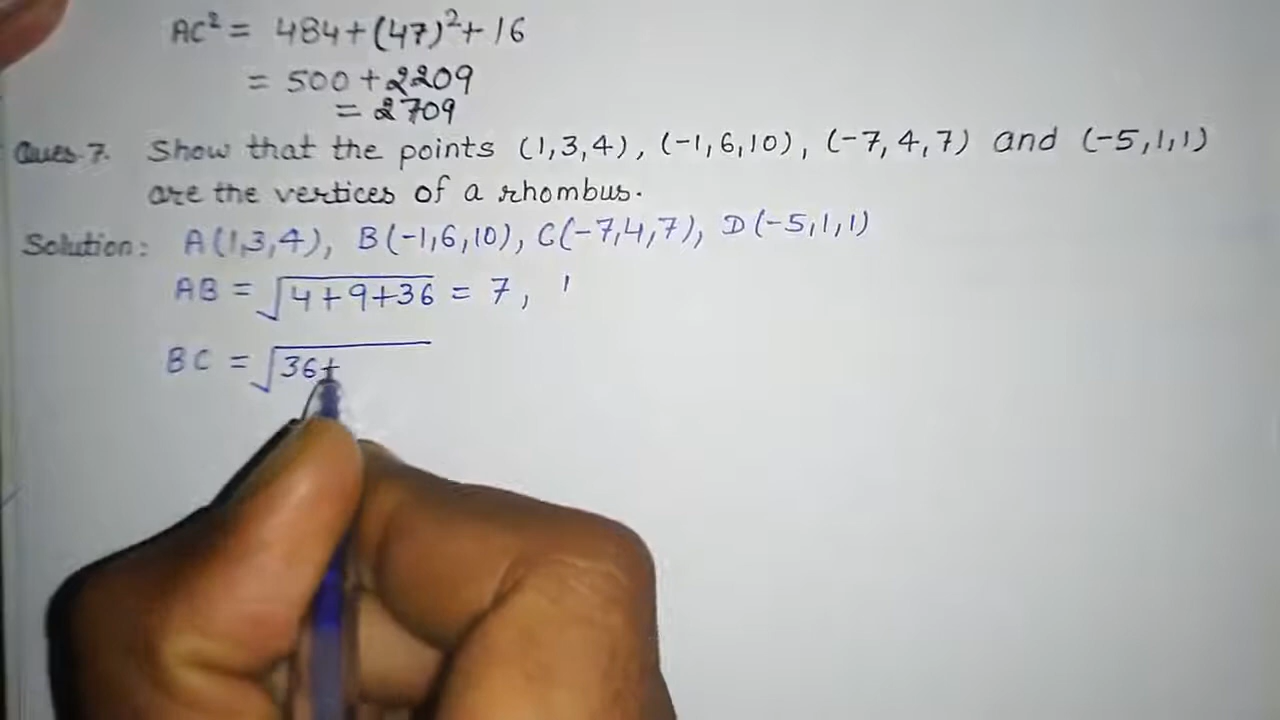 AC² = 484+(47)²+16
= 500+2209
= 2709
Ques.7. Show that the points (1,3,4), (-1,6,10), (-7,4,7) and (-5,1,1)
are the vertices of a rhombus.
Solution: A(1,3,4), B(-1,6,10), C(-7,4,7), D(-5,1,1)
AB = √4+9+36 = 7,
BC = √36+